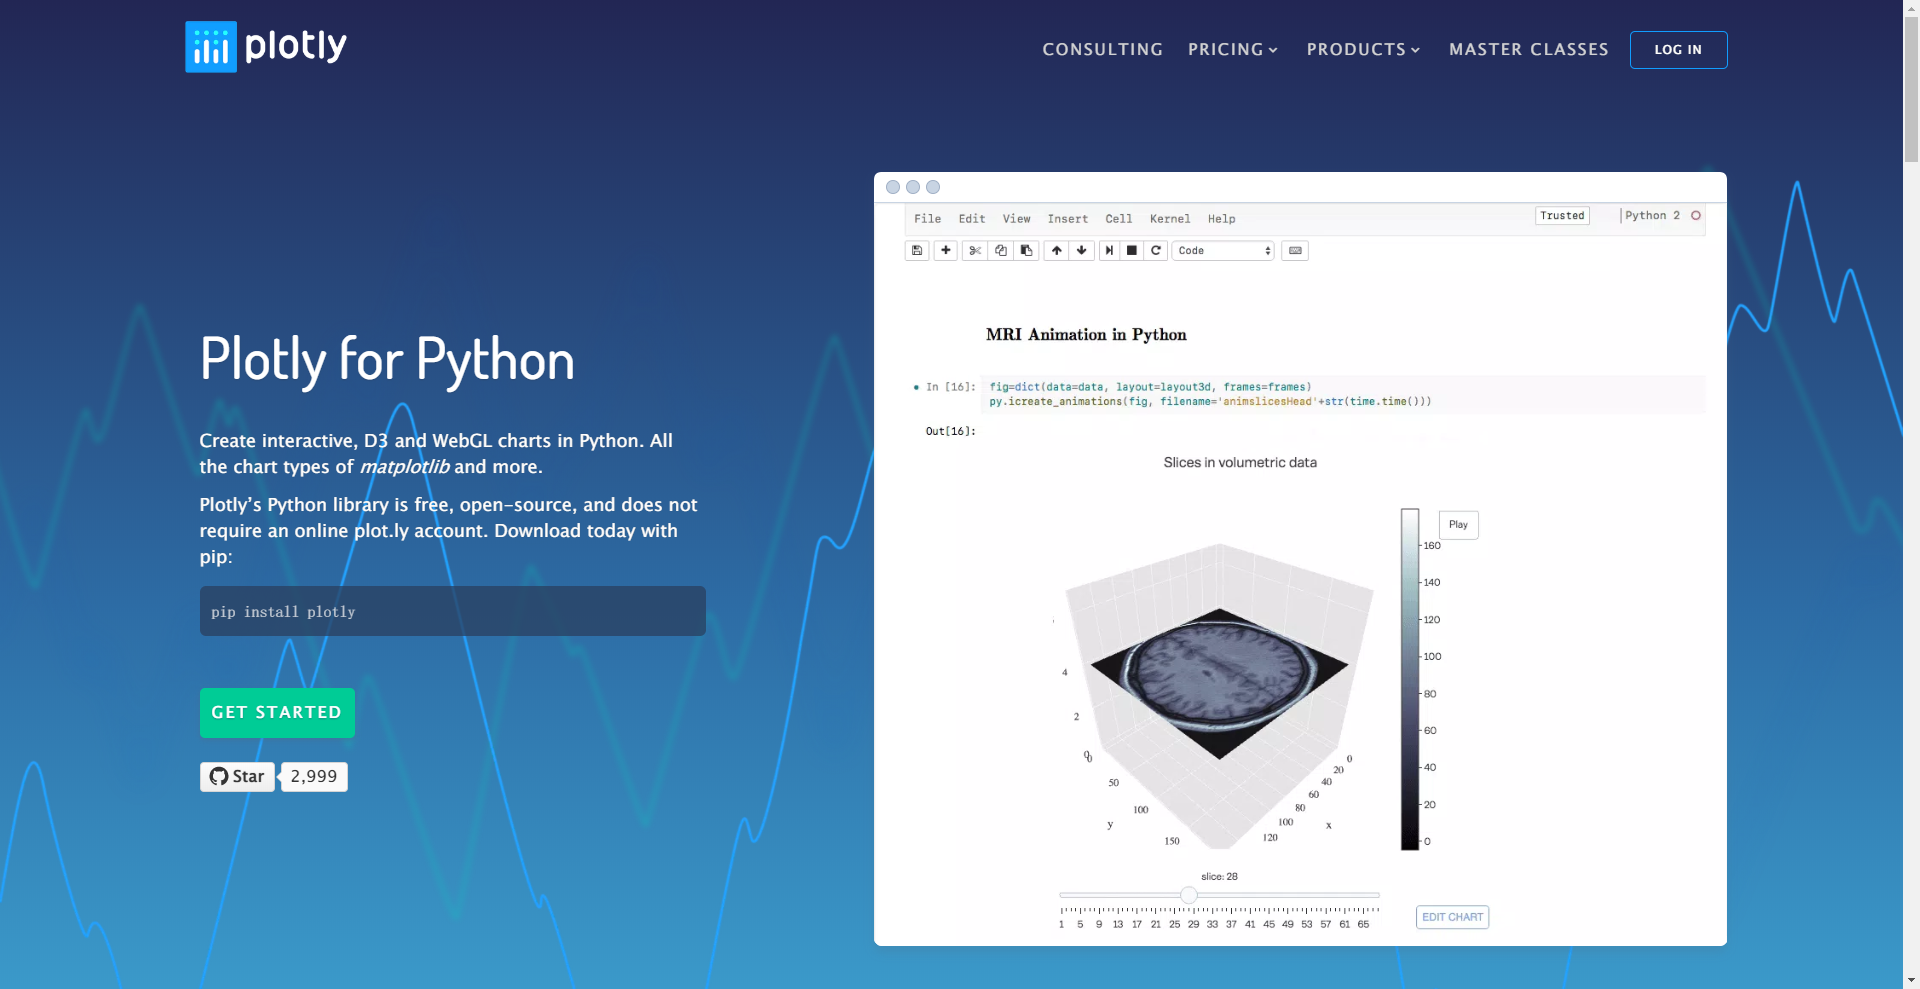 plotly
CONSULTING PRICING PRODUCTS MASTER CLASSES LOG IN
Plotly for Python
Create interactive, D3 and WebGL charts in Python. All
the chart types of matplotlib and more.
Plotly’s Python library is free, open-source, and does not
require an online plot.ly account. Download today with
pip:
pip install plotly
GET STARTED
Star 2,999
File Edit View Insert Cell Kernel Help Trusted Python 2
Code
MRI Animation in Python
In [16]: fig=dict(data=data, layout=layout3d, frames=frames)
py.icreate_animations(fig, filename='animslicesHead'+str(time.time()))
Out[16]:
Slices in volumetric data
Play
160
140
120
100
80
60
40
20
0
4
2
0
0
50
100
150
y
0
20
40
60
80
100
120
x
slice: 28
1 5 9 13 17 21 25 29 33 37 41 45 49 53 57 61 65
EDIT CHART